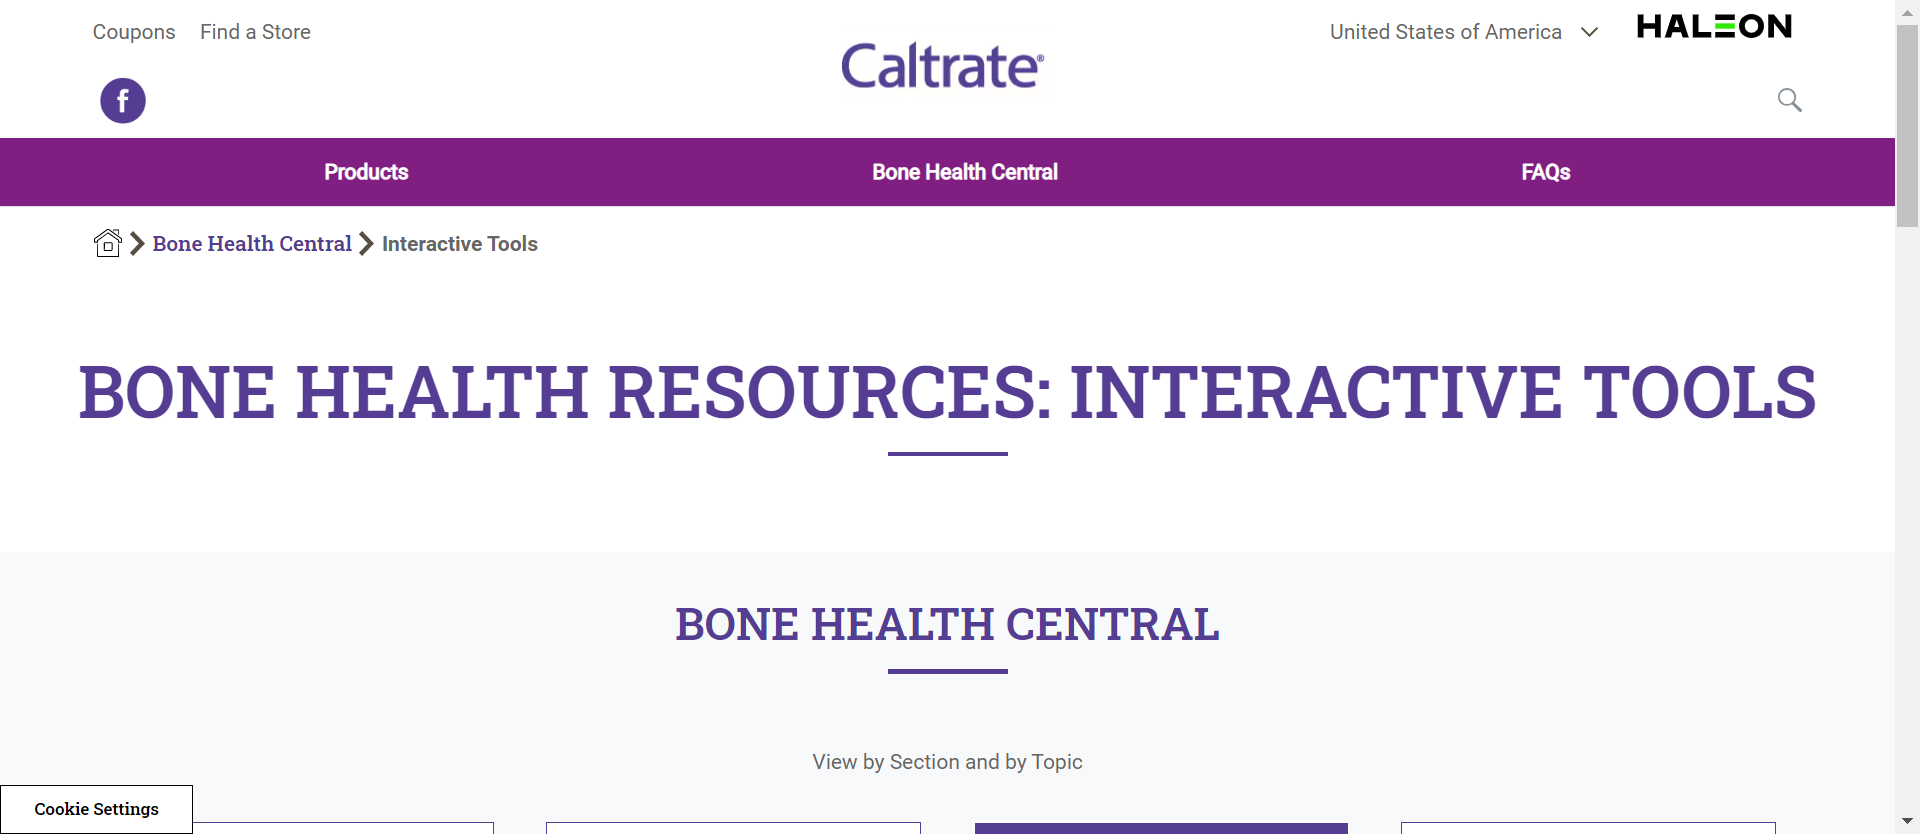 Coupons Find a Store
United States of America
HALEON
Caltrate®
f
Products Bone Health Central FAQs
Bone Health Central Interactive Tools
BONE HEALTH RESOURCES: INTERACTIVE TOOLS
BONE HEALTH CENTRAL
View by Section and by Topic
Cookie Settings